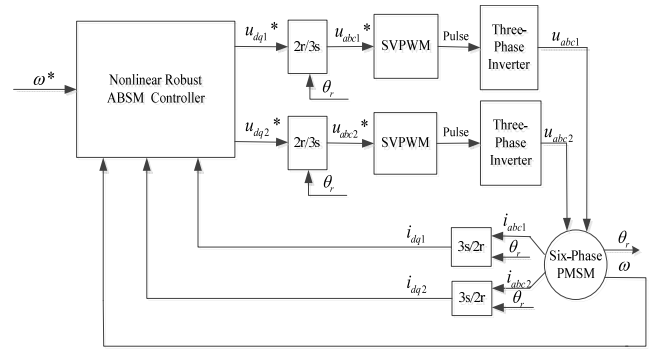 ω*
Nonlinear Robust
ABSM Controller
u_dq1*
2r/3s
θ_r
u_abc1*
SVPWM
Pulse
Three-
Phase
Inverter
u_abc1
u_dq2*
2r/3s
θ_r
u_abc2*
SVPWM
Pulse
Three-
Phase
Inverter
u_abc2
i_dq1
3s/2r
i_abc1
θ_r
i_dq2
3s/2r
i_abc2
θ_r
Six-Phase
PMSM
θ_r
ω